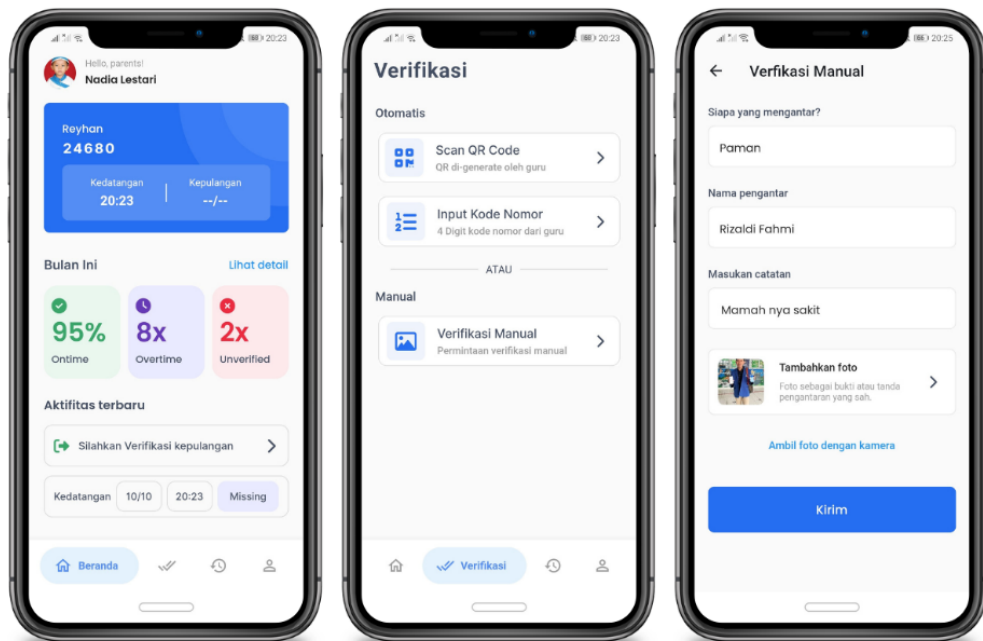 20:23
Hello, parents!
Nadia Lestari
Reyhan
24680
Kedatangan
20:23
Kepulangan
--/--
Bulan Ini
Lihat detail
95%
Ontime
8x
Overtime
2x
Unverified
Aktifitas terbaru
Silahkan Verifikasi kepulangan
Kedatangan 10/10 20:23 Missing
Beranda
20:23
Verifikasi
Otomatis
Scan QR Code
QR di-generate oleh guru
Input Kode Nomor
4 Digit kode nomor dari guru
ATAU
Manual
Verifikasi Manual
Permintaan verifikasi manual
Verifikasi
20:25
Verfikasi Manual
Siapa yang mengantar?
Paman
Nama pengantar
Rizaldi Fahmi
Masukan catatan
Mamah nya sakit
Tambahkan foto
Foto sebagai bukti atau tanda
pengantaran yang sah.
Ambil foto dengan kamera
Kirim